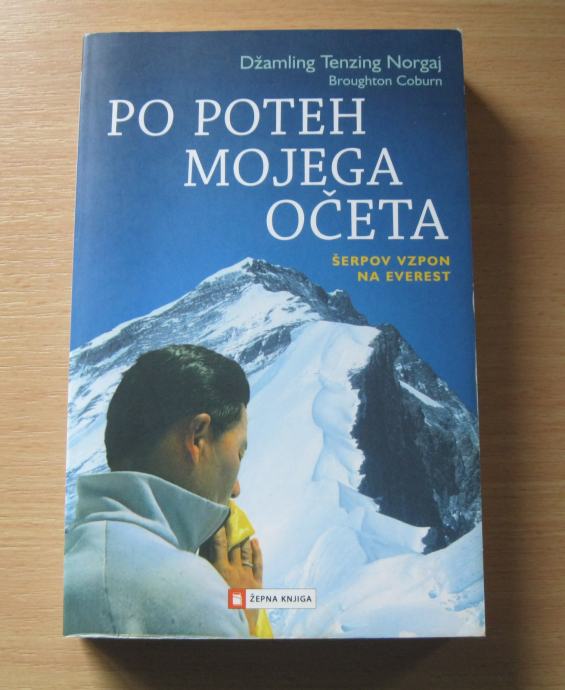 Džamling Tenzing Norgaj
Broughton Coburn
PO POTEH
MOJEGA
OČETA
ŠERPOV VZPON
NA EVEREST
ŽEPNA KNJIGA